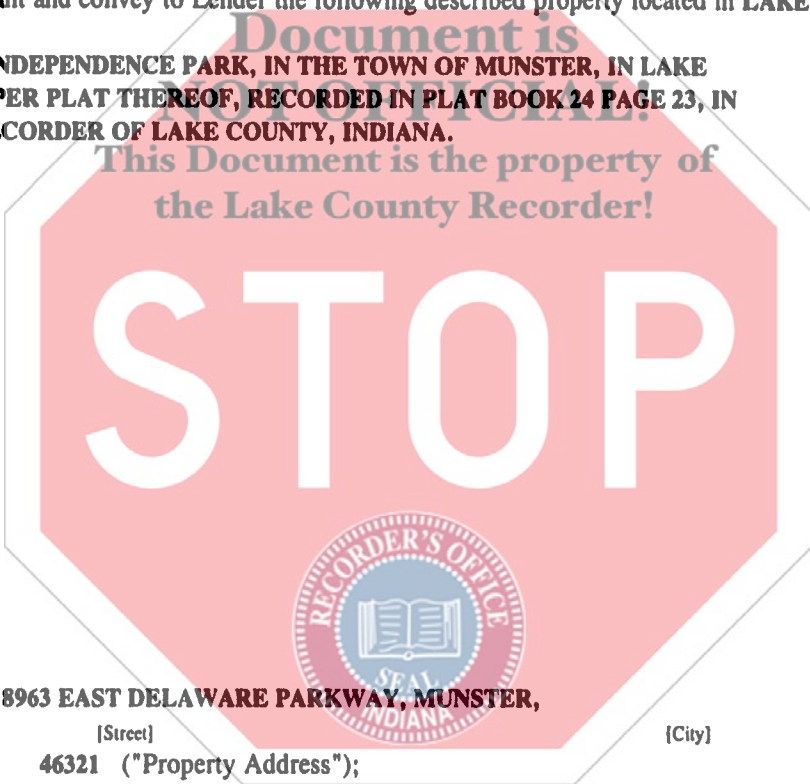 and convey to Lender the following described property located in LAKE
Document is
INDEPENDENCE PARK, IN THE TOWN OF MUNSTER, IN LAKE
NOT OFFICIAL!
PER PLAT THEREOF, RECORDED IN PLAT BOOK 24 PAGE 23, IN
RECORDER OF LAKE COUNTY, INDIANA.
This Document is the property of
the Lake County Recorder!
STOP
RECORDER'S OFFICE
SEAL
INDIANA
8963 EAST DELAWARE PARKWAY, MUNSTER,
[Street] [City]
46321 ("Property Address");